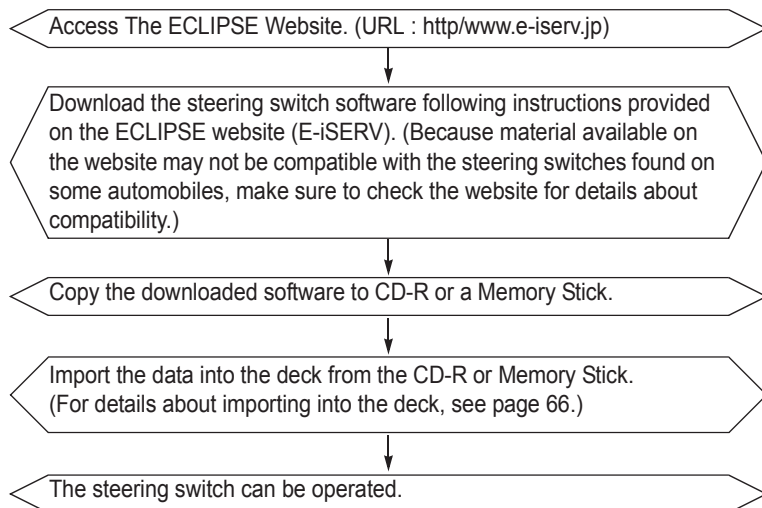 Access The ECLIPSE Website. (URL : http/www.e-iserv.jp)
Download the steering switch software following instructions provided
on the ECLIPSE website (E-iSERV). (Because material available on
the website may not be compatible with the steering switches found on
some automobiles, make sure to check the website for details about
compatibility.)
Copy the downloaded software to CD-R or a Memory Stick.
Import the data into the deck from the CD-R or Memory Stick.
(For details about importing into the deck, see page 66.)
The steering switch can be operated.